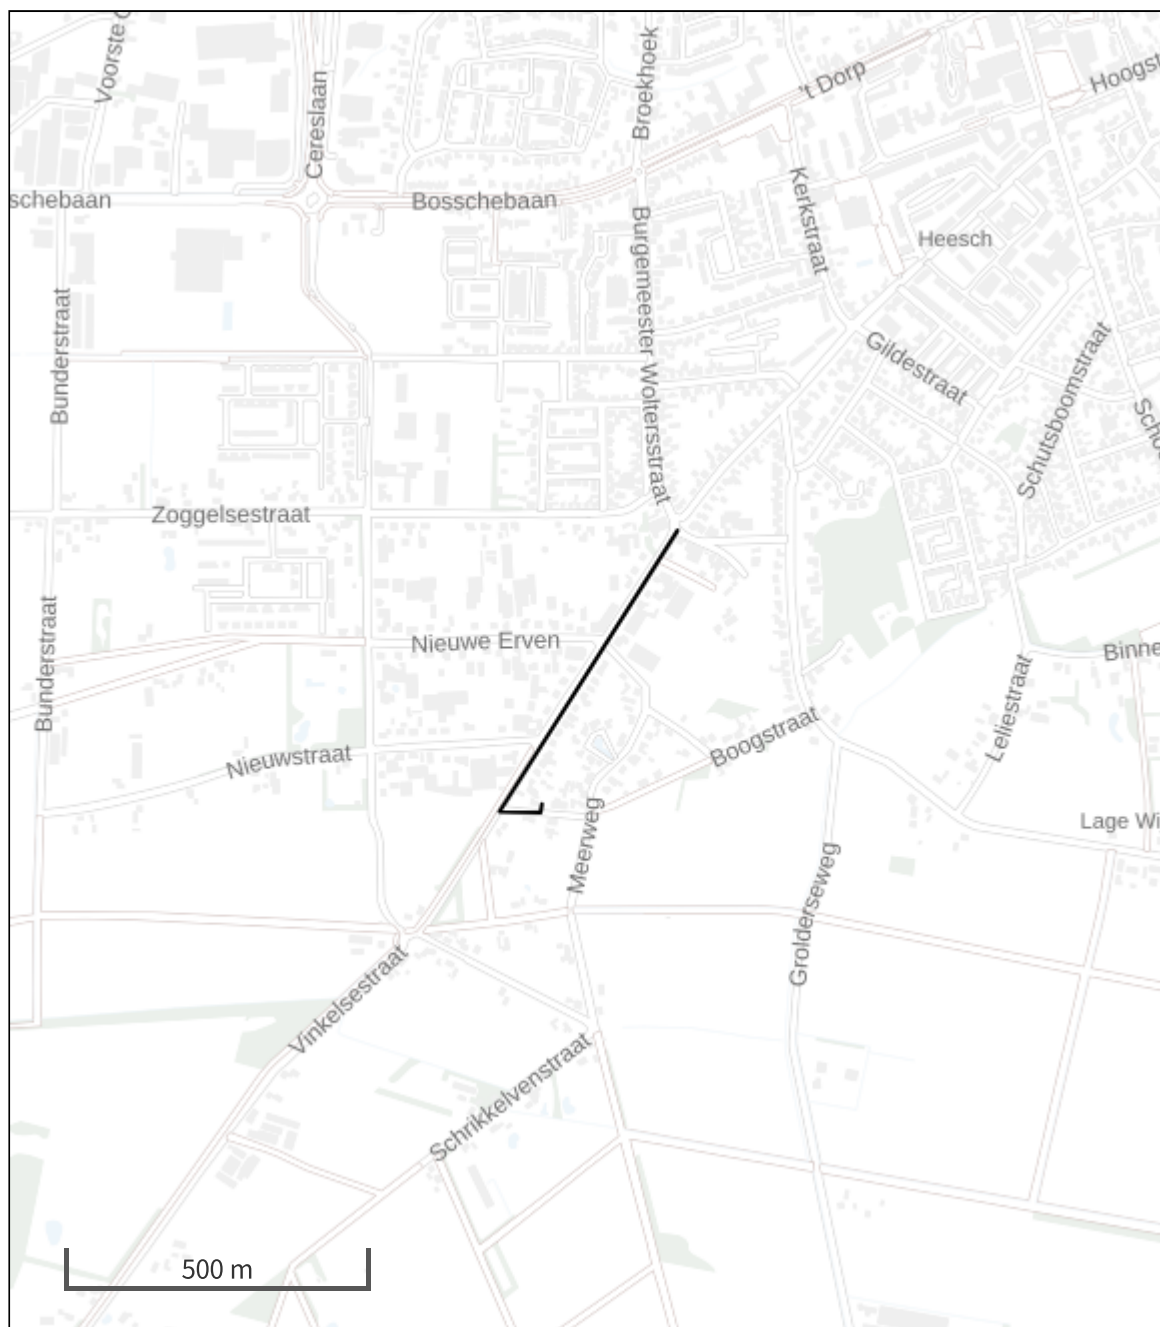 Voorste
Cereslaan
Broekhoek
't Dorp
Hoogst
schebaan
Bosschebaan
Kerkstraat
Heesch
Burgemeester Woltersstraat
Bunderstraat
Gildestraat
Schutsboomstraat
Scho
Zoggelsestraat
Bunderstraat
Nieuwe Erven
Binne
Leliestraat
Boogstraat
Nieuwstraat
Meerweg
Lage Wi
Grolderseweg
Vinkelsestraat
Schrikkelvenstraat
500 m